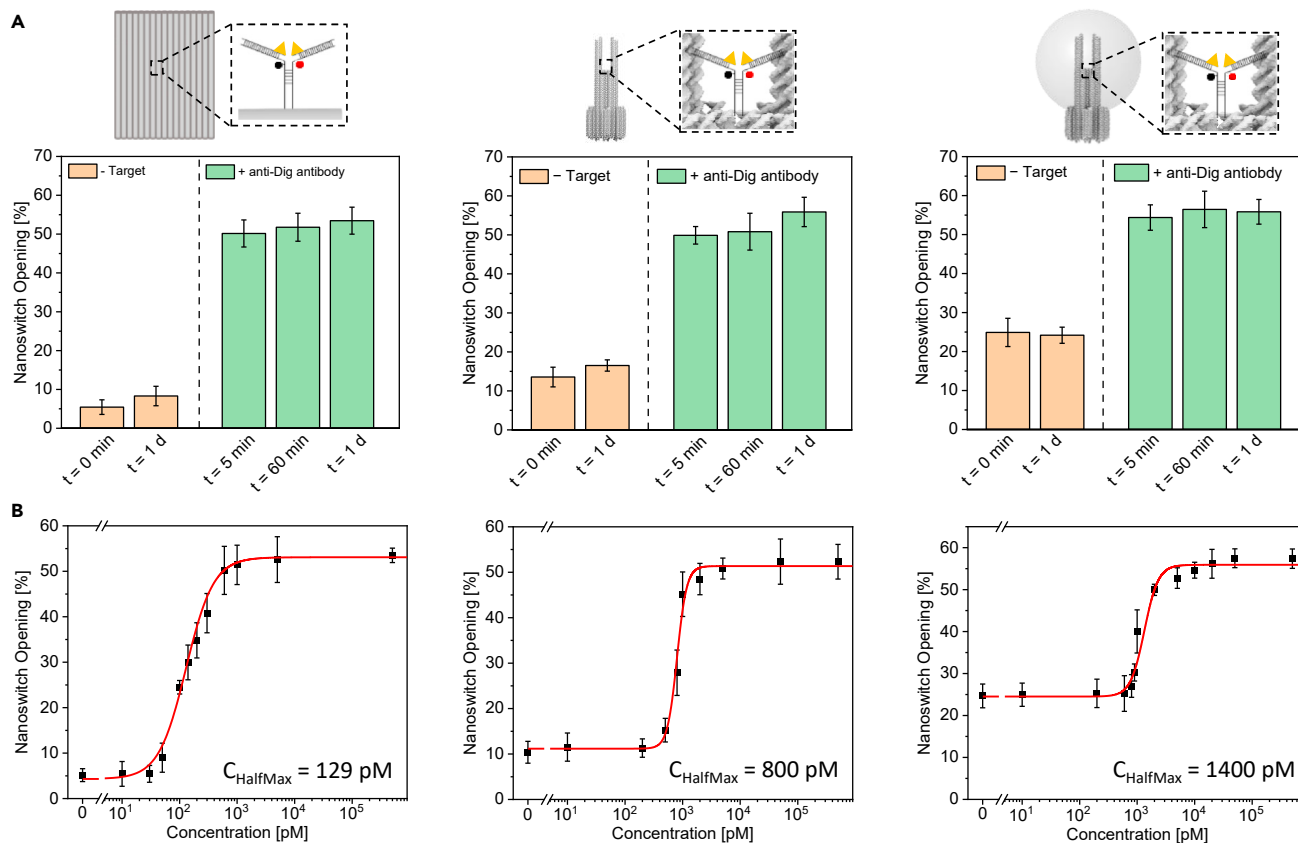 A
70
60
50
40
30
20
10
0
Nanoswitch Opening [%]
- Target
+ anti-Dig antibody
t = 0 min
t = 1 d
t = 5 min
t = 60 min
t = 1 d
70
60
50
40
30
20
10
0
Nanoswitch Opening [%]
− Target
+ anti-Dig antibody
t = 0 min
t = 1 d
t = 5 min
t = 60 min
t = 1 d
70
60
50
40
30
20
10
0
Nanoswitch Opening [%]
− Target
+ anti-Dig antiobdy
t = 0 min
t = 1 d
t = 5 min
t = 60 min
t = 1 d
B
60
50
40
30
20
10
0
Nanoswitch Opening [%]
C_HalfMax = 129 pM
0 10¹ 10² 10³ 10⁴ 10⁵
Concentration [pM]
60
50
40
30
20
10
0
Nanoswitch Opening [%]
C_HalfMax = 800 pM
0 10¹ 10² 10³ 10⁴ 10⁵
Concentration [pM]
60
50
40
30
20
10
0
Nanoswitch Opening [%]
C_HalfMax = 1400 pM
0 10¹ 10² 10³ 10⁴ 10⁵
Concentration [pM]